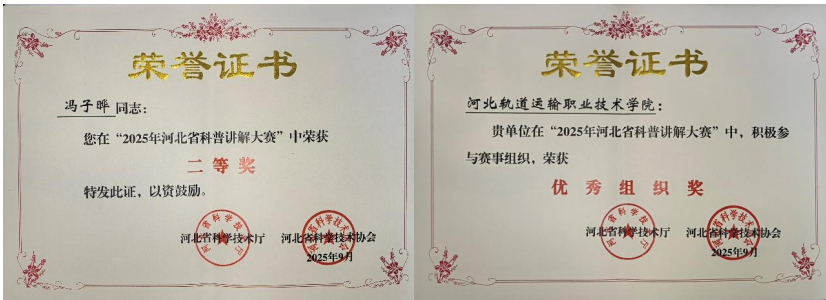 荣誉证书
冯子晔同志：
您在“2025年河北省科普讲解大赛”中荣获
二等奖
特发此证，以资鼓励。
河北省科学技术厅 河北省科学技术协会
2025年9月
荣誉证书
河北轨道运输职业技术学院：
贵单位在“2025年河北省科普讲解大赛”中，积极参
与赛事组织，荣获
优秀组织奖
河北省科学技术厅 河北省科学技术协会
2025年9月